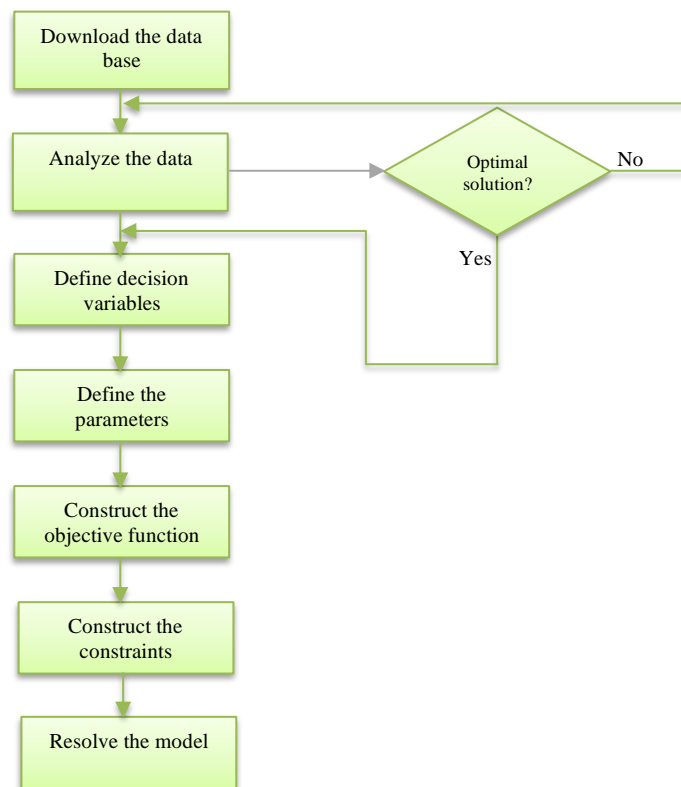 Download the data
base
Analyze the data
Optimal
solution?
No
Yes
Define decision
variables
Define the
parameters
Construct the
objective function
Construct the
constraints
Resolve the model